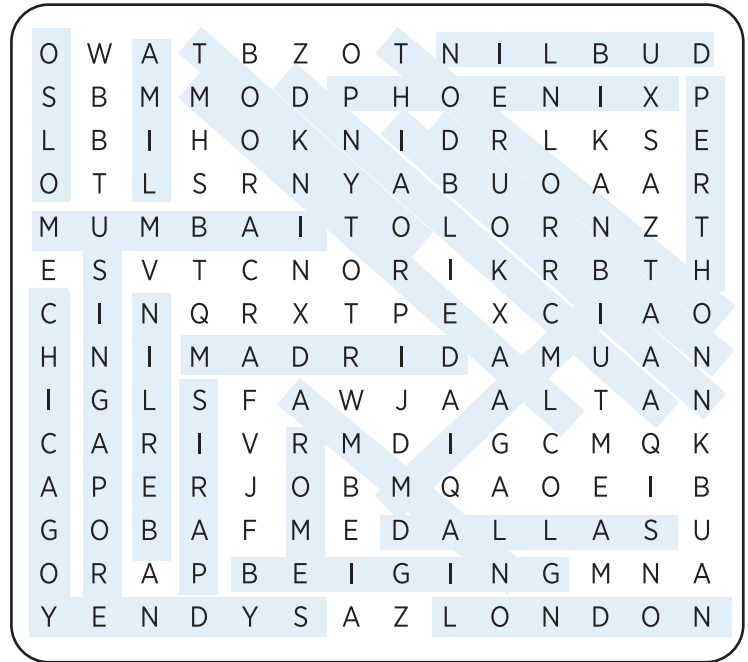 O W A T B Z O T N I L B U D
S B M M O D P H O E N I X P
L B I H O K N I D R L K S E
O T L S R N Y A B U O A A R
M U M B A I T O L O R N Z T
E S V T C N O R I K R B T H
C I N Q R X T P E X C I A O
H N I M A D R I D A M U A N
I G L S F A W J A A L T A N
C A R I V R M D I G C M Q K
A P E R J O B M Q A O E I B
G O B A F M E D A L L A S U
O R A P B E I G I N G M N A
Y E N D Y S A Z L O N D O N